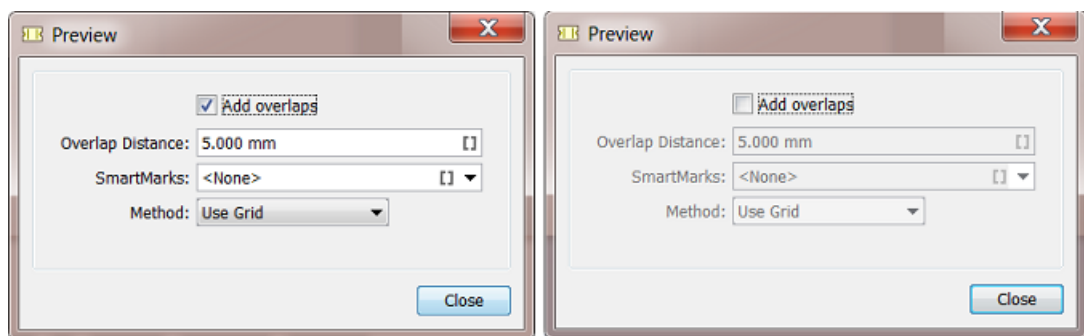 Preview
X
Add overlaps
Overlap Distance: 5.000 mm []
SmartMarks: <None> []
Method: Use Grid
Close
Preview
X
Add overlaps
Overlap Distance: 5.000 mm []
SmartMarks: <None> []
Method: Use Grid
Close